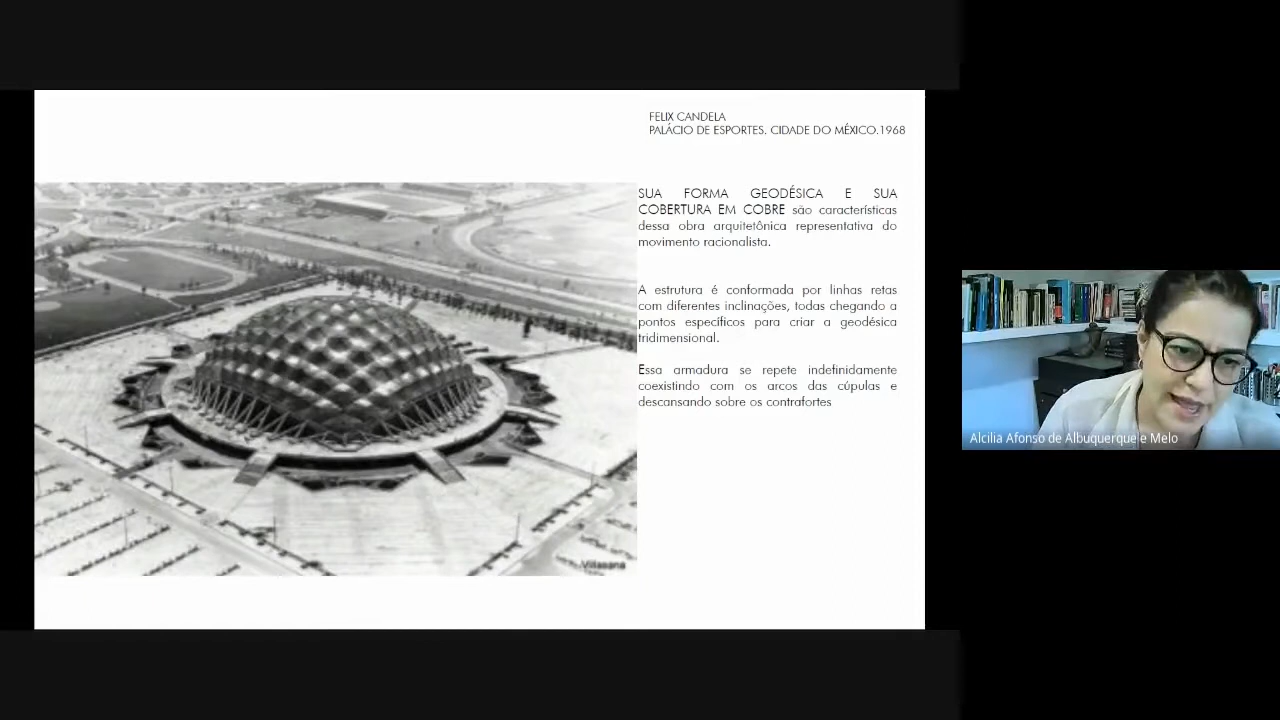 FELIX CANDELA
PALÁCIO DE ESPORTES. CIDADE DO MÉXICO.1968
SUA FORMA GEODÉSICA E SUA
COBERTURA EM COBRE são características
dessa obra arquitetônica representativa do
movimento racionalista.
A estrutura é conformada por linhas retas
com diferentes inclinações, todas chegando a
pontos específicos para criar a geodésica
tridimensional.
Essa armadura se repete indefinidamente
coexistindo com os arcos das cúpulas e
descansando sobre os contrafortes
Villasana
Alcilia Afonso de Albuquerque e Melo